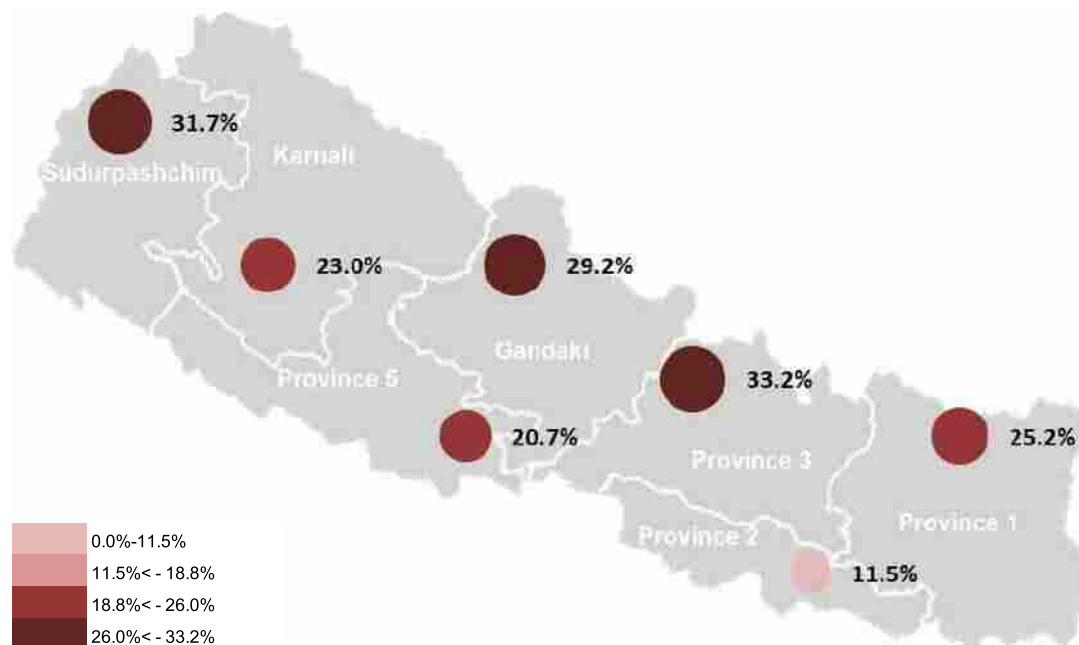 31.7%
Karnali
Sudurpashchim
23.0%
29.2%
Gandaki
Province 5
33.2%
20.7%
25.2%
Province 3
Province 1
Province 2
11.5%
0.0%-11.5%
11.5%< - 18.8%
18.8%< - 26.0%
26.0%< - 33.2%